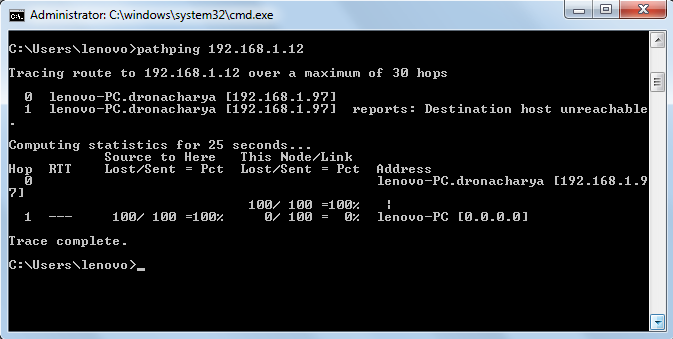 Administrator: C:\windows\system32\cmd.exe
C:\Users\lenovo>pathping 192.168.1.12
Tracing route to 192.168.1.12 over a maximum of 30 hops
  0  lenovo-PC.dronacharya [192.168.1.97]
  1  lenovo-PC.dronacharya [192.168.1.97]  reports: Destination host unreachable
.
Computing statistics for 25 seconds...
            Source to Here   This Node/Link
Hop  RTT    Lost/Sent = Pct  Lost/Sent = Pct  Address
  0                                           lenovo-PC.dronacharya [192.168.1.9
7]
                              100/ 100 =100%   ¦
  1  ---     100/ 100 =100%     0/ 100 =  0%  lenovo-PC [0.0.0.0]
Trace complete.
C:\Users\lenovo>_